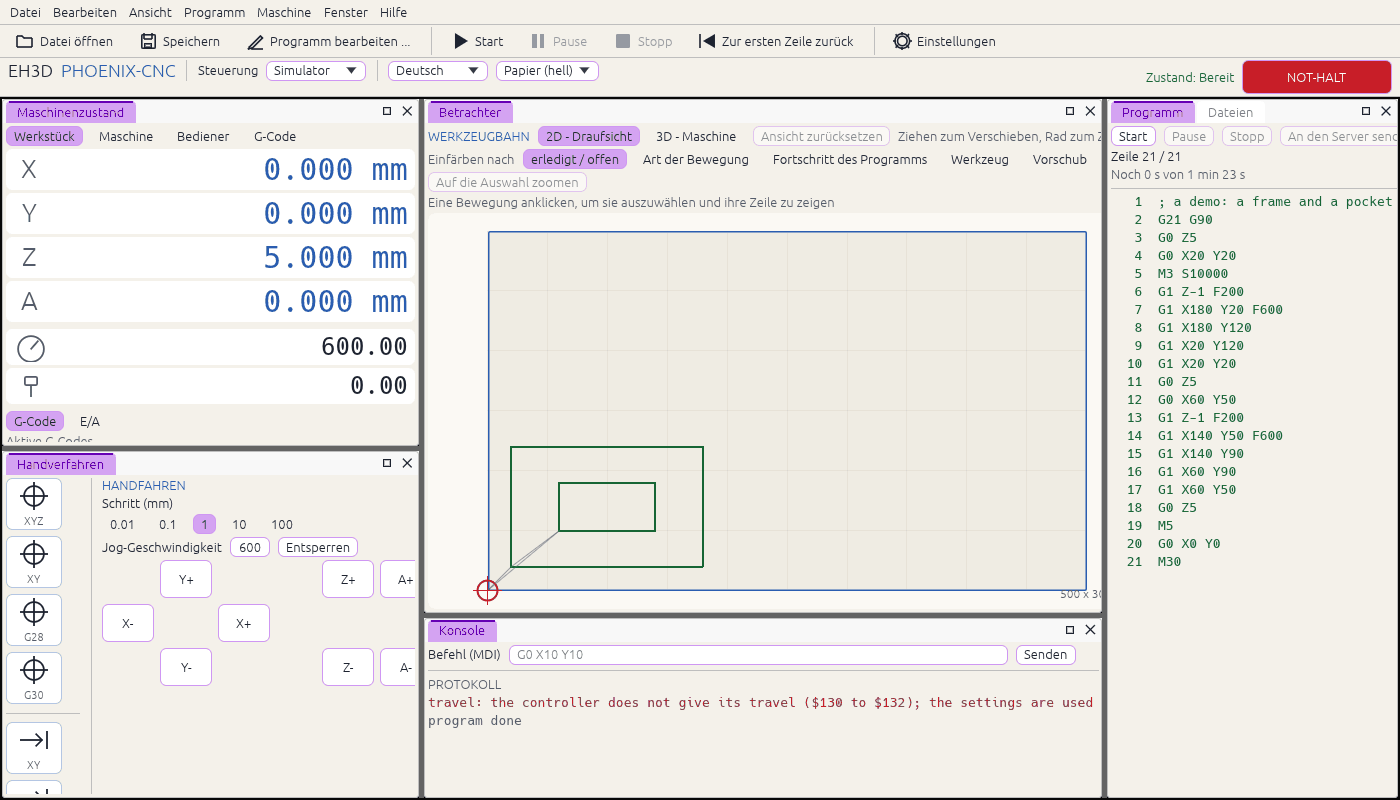 Datei Bearbeiten Ansicht Programm Maschine Fenster Hilfe
Datei öffnen Speichern Programm bearbeiten ... Start Pause Stopp Zur ersten Zeile zurück Einstellungen
EH3D PHOENIX-CNC Steuerung Simulator Deutsch Papier (hell) Zustand: Bereit NOT-HALT
Maschinenzustand
Werkstück Maschine Bediener G-Code
X 0.000 mm
Y 0.000 mm
Z 5.000 mm
A 0.000 mm
600.00
0.00
G-Code E/A
Aktive G-Codes
Handverfahren
XYZ
XY
G28
G30
XY
HANDFAHREN
Schritt (mm)
0.01 0.1 1 10 100
Jog-Geschwindigkeit 600 Entsperren
Y+ Z+ A+
X- X+
Y- Z- A-
Betrachter
WERKZEUGBAHN 2D - Draufsicht 3D - Maschine Ansicht zurücksetzen Ziehen zum Verschieben, Rad zum Z
Einfärben nach erledigt / offen Art der Bewegung Fortschritt des Programms Werkzeug Vorschub
Auf die Auswahl zoomen
Eine Bewegung anklicken, um sie auszuwählen und ihre Zeile zu zeigen
500 x 30
Konsole
Befehl (MDI) G0 X10 Y10 Senden
PROTOKOLL
travel: the controller does not give its travel ($130 to $132); the settings are used
program done
Programm Dateien
Start Pause Stopp An den Server send
Zeile 21 / 21
Noch 0 s von 1 min 23 s
1 ; a demo: a frame and a pocket
2 G21 G90
3 G0 Z5
4 G0 X20 Y20
5 M3 S10000
6 G1 Z-1 F200
7 G1 X180 Y20 F600
8 G1 X180 Y120
9 G1 X20 Y120
10 G1 X20 Y20
11 G0 Z5
12 G0 X60 Y50
13 G1 Z-1 F200
14 G1 X140 Y50 F600
15 G1 X140 Y90
16 G1 X60 Y90
17 G1 X60 Y50
18 G0 Z5
19 M5
20 G0 X0 Y0
21 M30